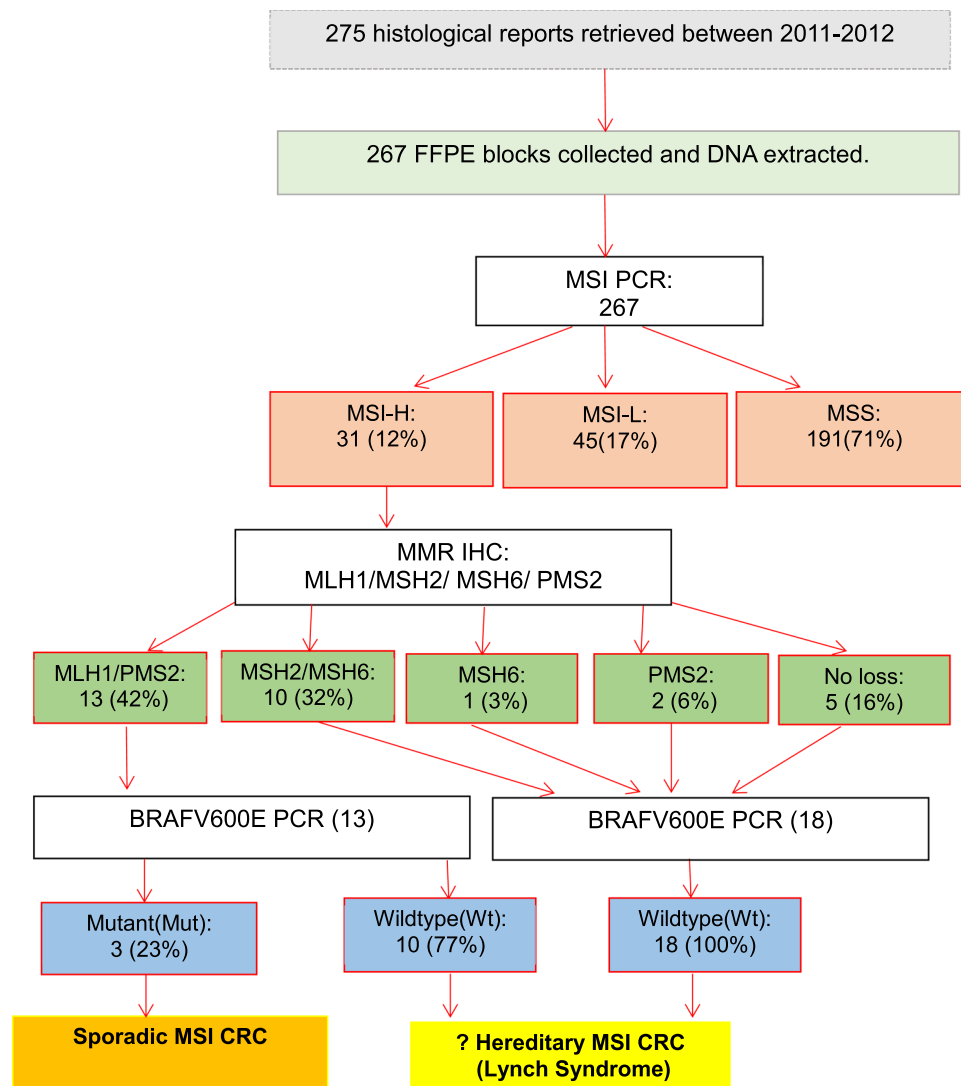 275 histological reports retrieved between 2011-2012
267 FFPE blocks collected and DNA extracted.
MSI PCR:
267
MSI-H:
31 (12%)
MSI-L:
45(17%)
MSS:
191(71%)
MMR IHC:
MLH1/MSH2/ MSH6/ PMS2
MLH1/PMS2:
13 (42%)
MSH2/MSH6:
10 (32%)
MSH6:
1 (3%)
PMS2:
2 (6%)
No loss:
5 (16%)
BRAFV600E PCR (13)
BRAFV600E PCR (18)
Mutant(Mut):
3 (23%)
Wildtype(Wt):
10 (77%)
Wildtype(Wt):
18 (100%)
Sporadic MSI CRC
? Hereditary MSI CRC
(Lynch Syndrome)